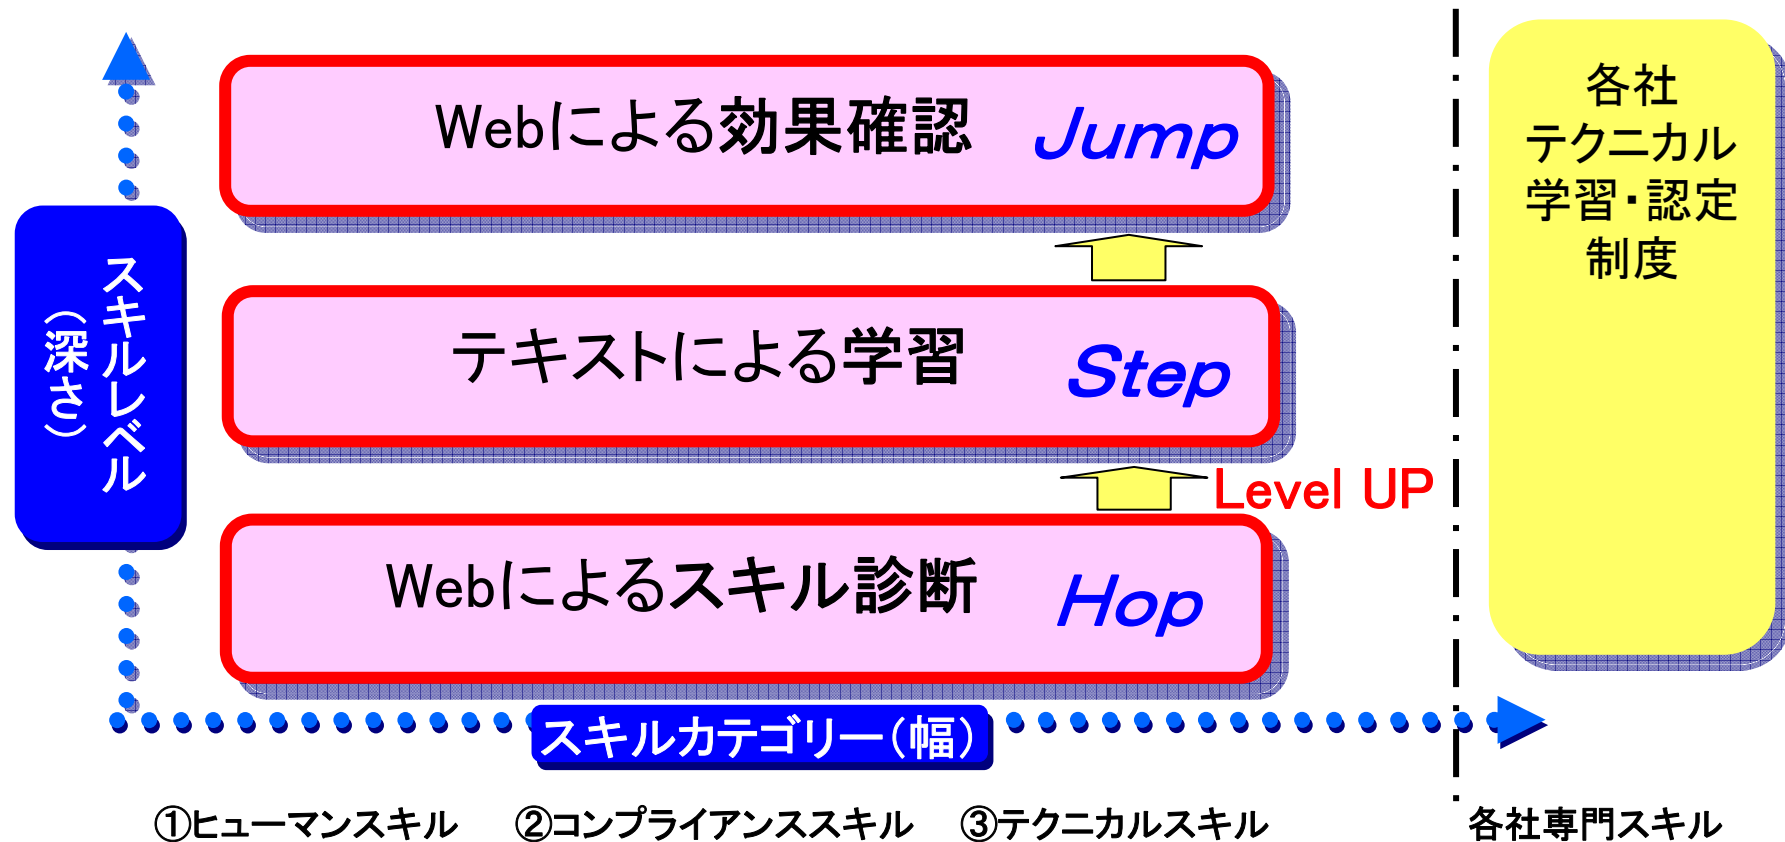 Webによる効果確認 Jump
各社
テクニカル
学習・認定
制度
スキルレベル
（深さ）
テキストによる学習 Step
Level UP
Webによるスキル診断 Hop
スキルカテゴリー（幅）
①ヒューマンスキル ②コンプライアンススキル ③テクニカルスキル 各社専門スキル